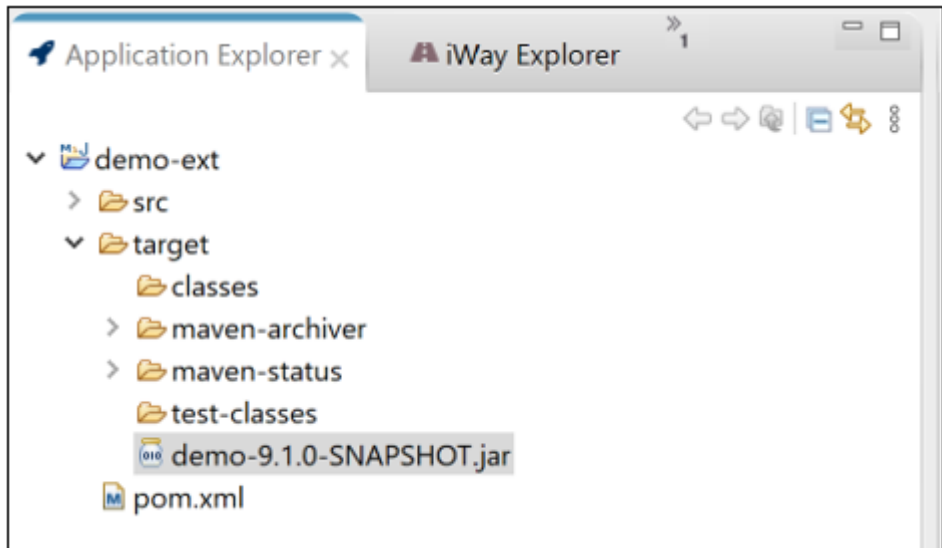 Application Explorer
iWay Explorer
»1
demo-ext
src
target
classes
maven-archiver
maven-status
test-classes
demo-9.1.0-SNAPSHOT.jar
pom.xml